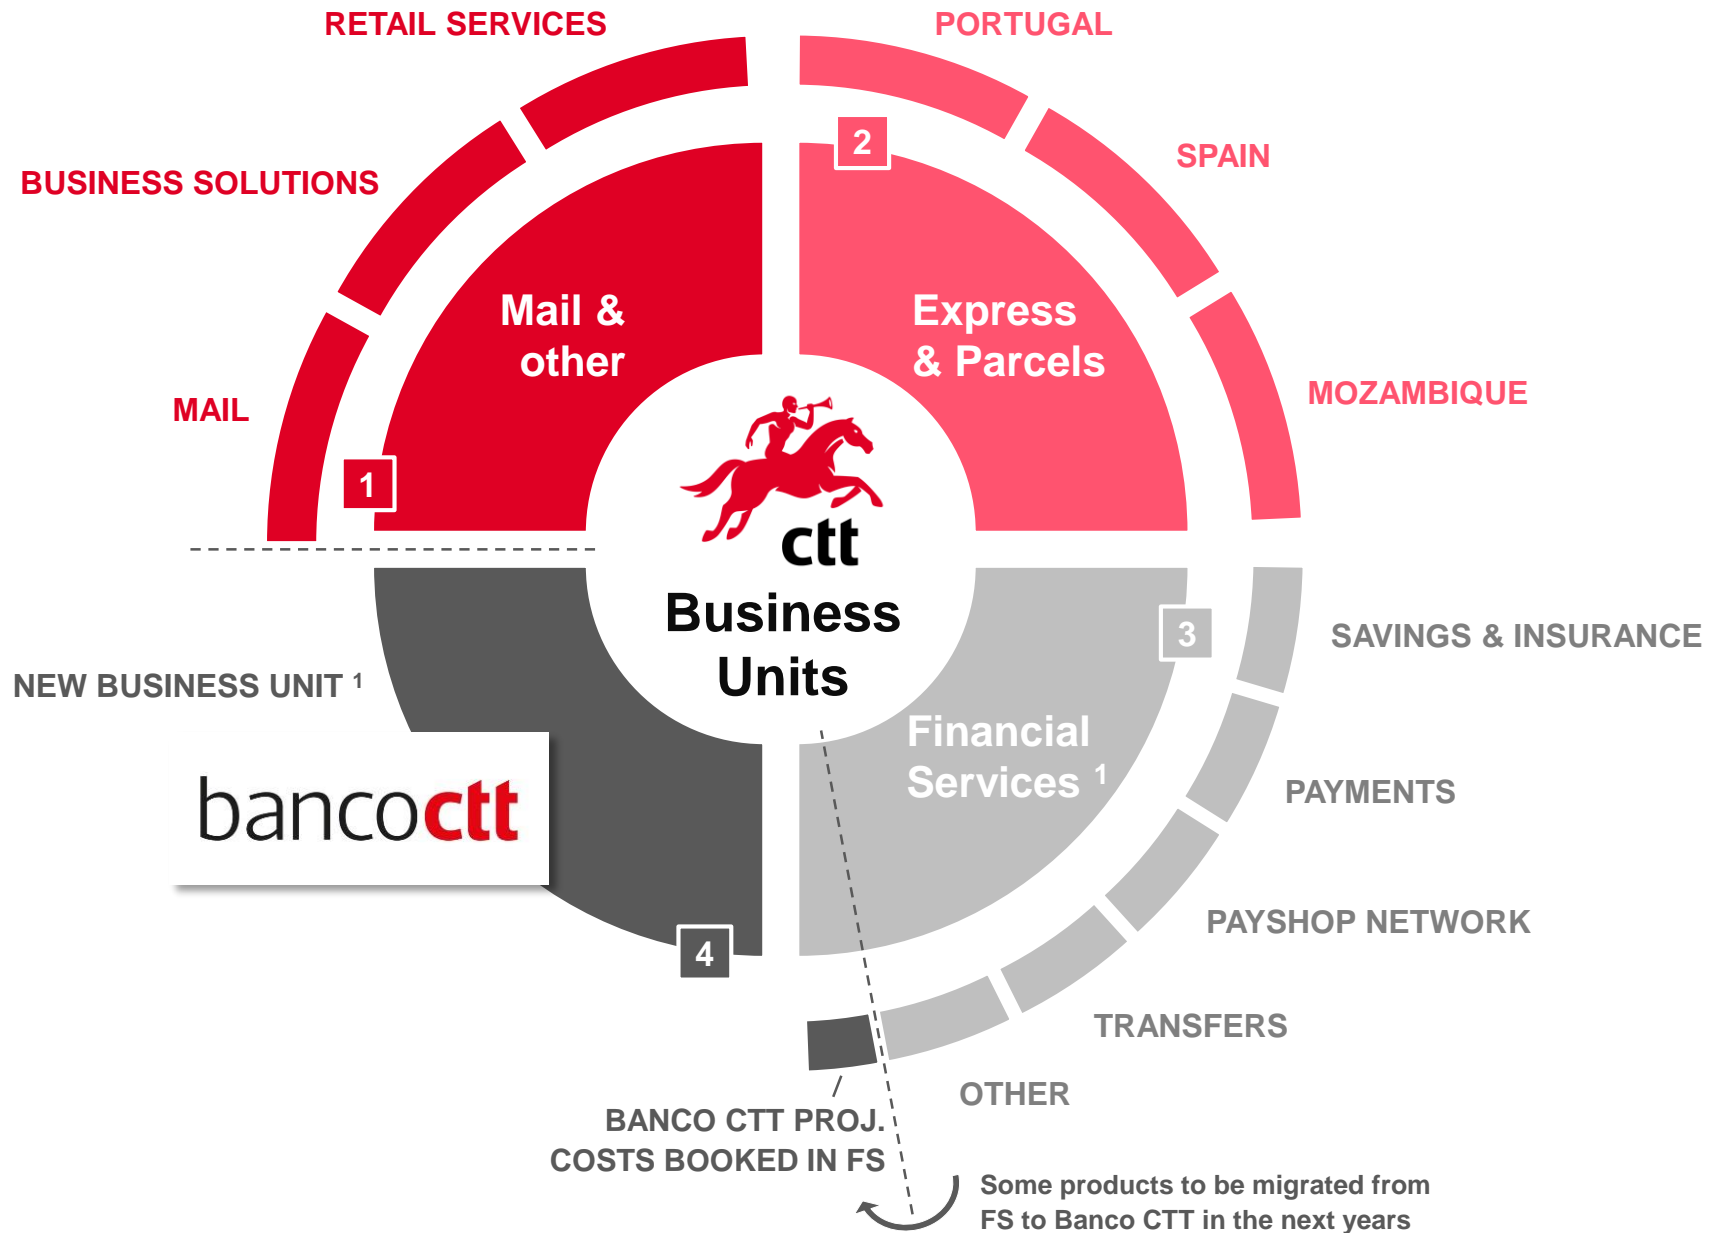 RETAIL SERVICES
PORTUGAL
2
SPAIN
BUSINESS SOLUTIONS
Mail &
other
Express
& Parcels
MOZAMBIQUE
MAIL
1
ctt
Business
Units
3
SAVINGS & INSURANCE
NEW BUSINESS UNIT ¹
Financial
Services ¹
bancoctt
PAYMENTS
PAYSHOP NETWORK
4
TRANSFERS
OTHER
BANCO CTT PROJ.
COSTS BOOKED IN FS
Some products to be migrated from
FS to Banco CTT in the next years